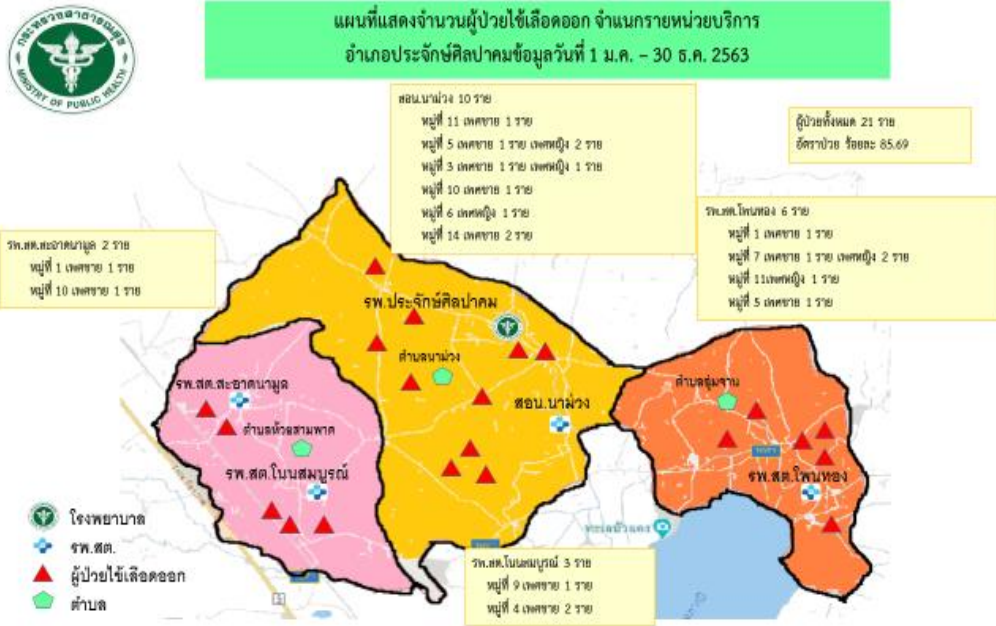 กระทรวงสาธารณสุข
MINISTRY OF PUBLIC HEALTH
แผนที่แสดงจำนวนผู้ป่วยไข้เลือดออก จำแนกรายหน่วยบริการ
อำเภอประจักษ์ศิลปาคมข้อมูลวันที่ 1 ม.ค. – 30 ธ.ค. 2563
สอน.นาม่วง 10 ราย
หมู่ที่ 11 เพศชาย 1 ราย
หมู่ที่ 5 เพศชาย 1 ราย เพศหญิง 2 ราย
หมู่ที่ 3 เพศชาย 1 ราย เพศหญิง 1 ราย
หมู่ที่ 10 เพศชาย 1 ราย
หมู่ที่ 6 เพศหญิง 1 ราย
หมู่ที่ 14 เพศชาย 2 ราย
ผู้ป่วยทั้งหมด 21 ราย
อัตราป่วย ร้อยละ 85.69
รพ.สต.โพนทอง 6 ราย
หมู่ที่ 1 เพศชาย 1 ราย
หมู่ที่ 7 เพศชาย 1 ราย เพศหญิง 2 ราย
หมู่ที่ 11เพศหญิง 1 ราย
หมู่ที่ 5 เพศชาย 1 ราย
รพ.สต.สะอาดนามูล 2 ราย
หมู่ที่ 1 เพศชาย 1 ราย
หมู่ที่ 10 เพศชาย 1 ราย
รพ.ประจักษ์ศิลปาคม
ตำบลนาม่วง
สอน.นาม่วง
รพ.สต.สะอาดนามูล
ตำบลห้วยสามพาด
รพ.สต.โนนสมบูรณ์
ตำบลอุ่มจาน
รพ.สต.โพนทอง
ทะเลบัวแดง
โรงพยาบาล
รพ.สต.
ผู้ป่วยไข้เลือดออก
ตำบล
รพ.สต.โนนสมบูรณ์ 3 ราย
หมู่ที่ 9 เพศชาย 1 ราย
หมู่ที่ 4 เพศชาย 2 ราย